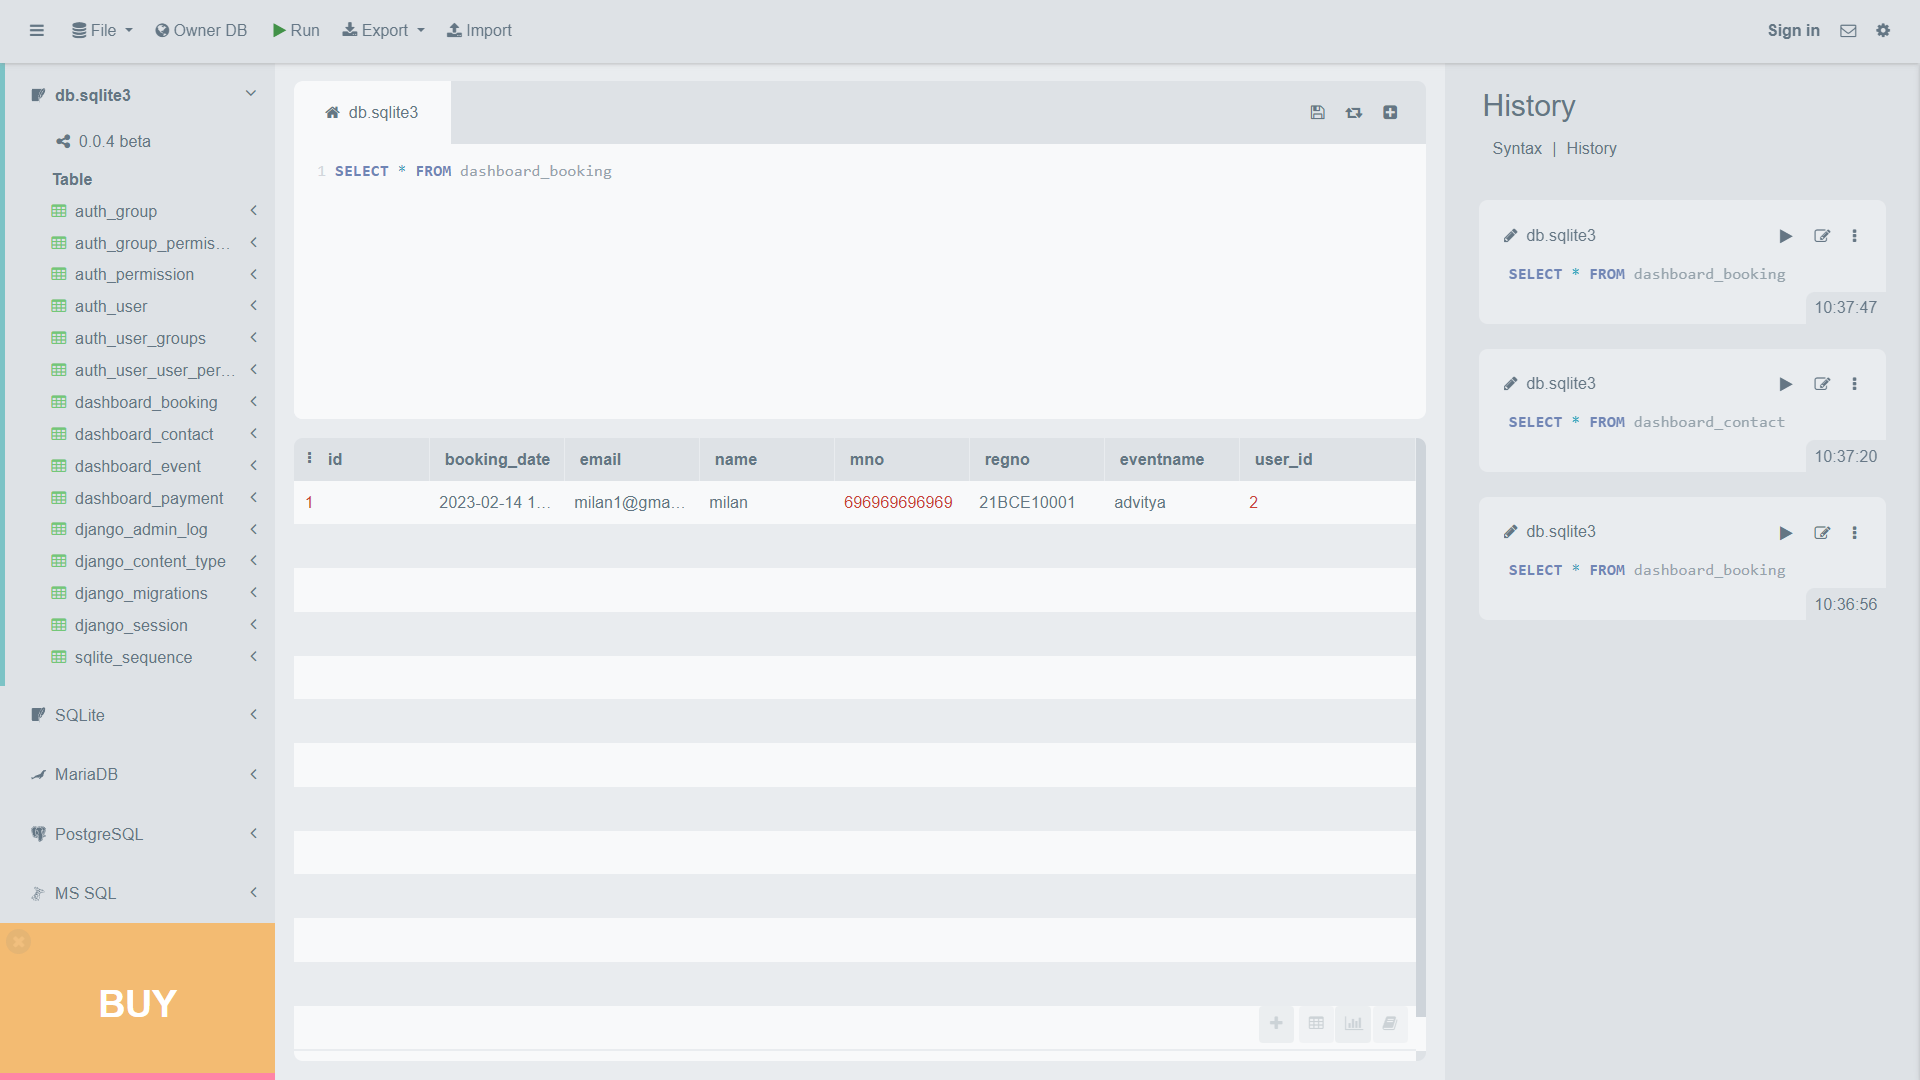 File Owner DB Run Export Import Sign in
db.sqlite3
0.0.4 beta
Table
auth_group
auth_group_permis...
auth_permission
auth_user
auth_user_groups
auth_user_user_per...
dashboard_booking
dashboard_contact
dashboard_event
dashboard_payment
django_admin_log
django_content_type
django_migrations
django_session
sqlite_sequence
SQLite
MariaDB
PostgreSQL
MS SQL
BUY
db.sqlite3
1 SELECT * FROM dashboard_booking
id booking_date email name mno regno eventname user_id
1 2023-02-14 1... milan1@gma... milan 696969696969 21BCE10001 advitya 2
History
Syntax | History
db.sqlite3
SELECT * FROM dashboard_booking
10:37:47
db.sqlite3
SELECT * FROM dashboard_contact
10:37:20
db.sqlite3
SELECT * FROM dashboard_booking
10:36:56